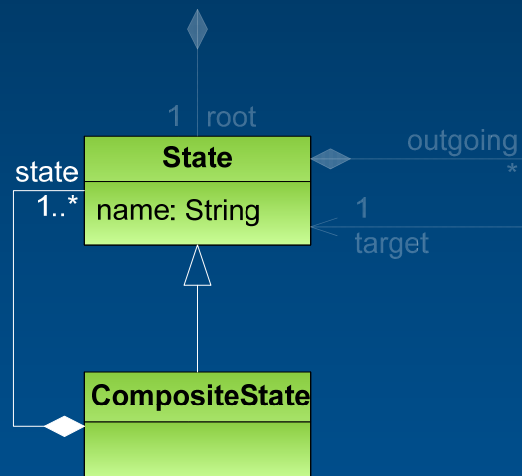 1 root
State
outgoing
*
state
1..*
name: String
1
target
CompositeState